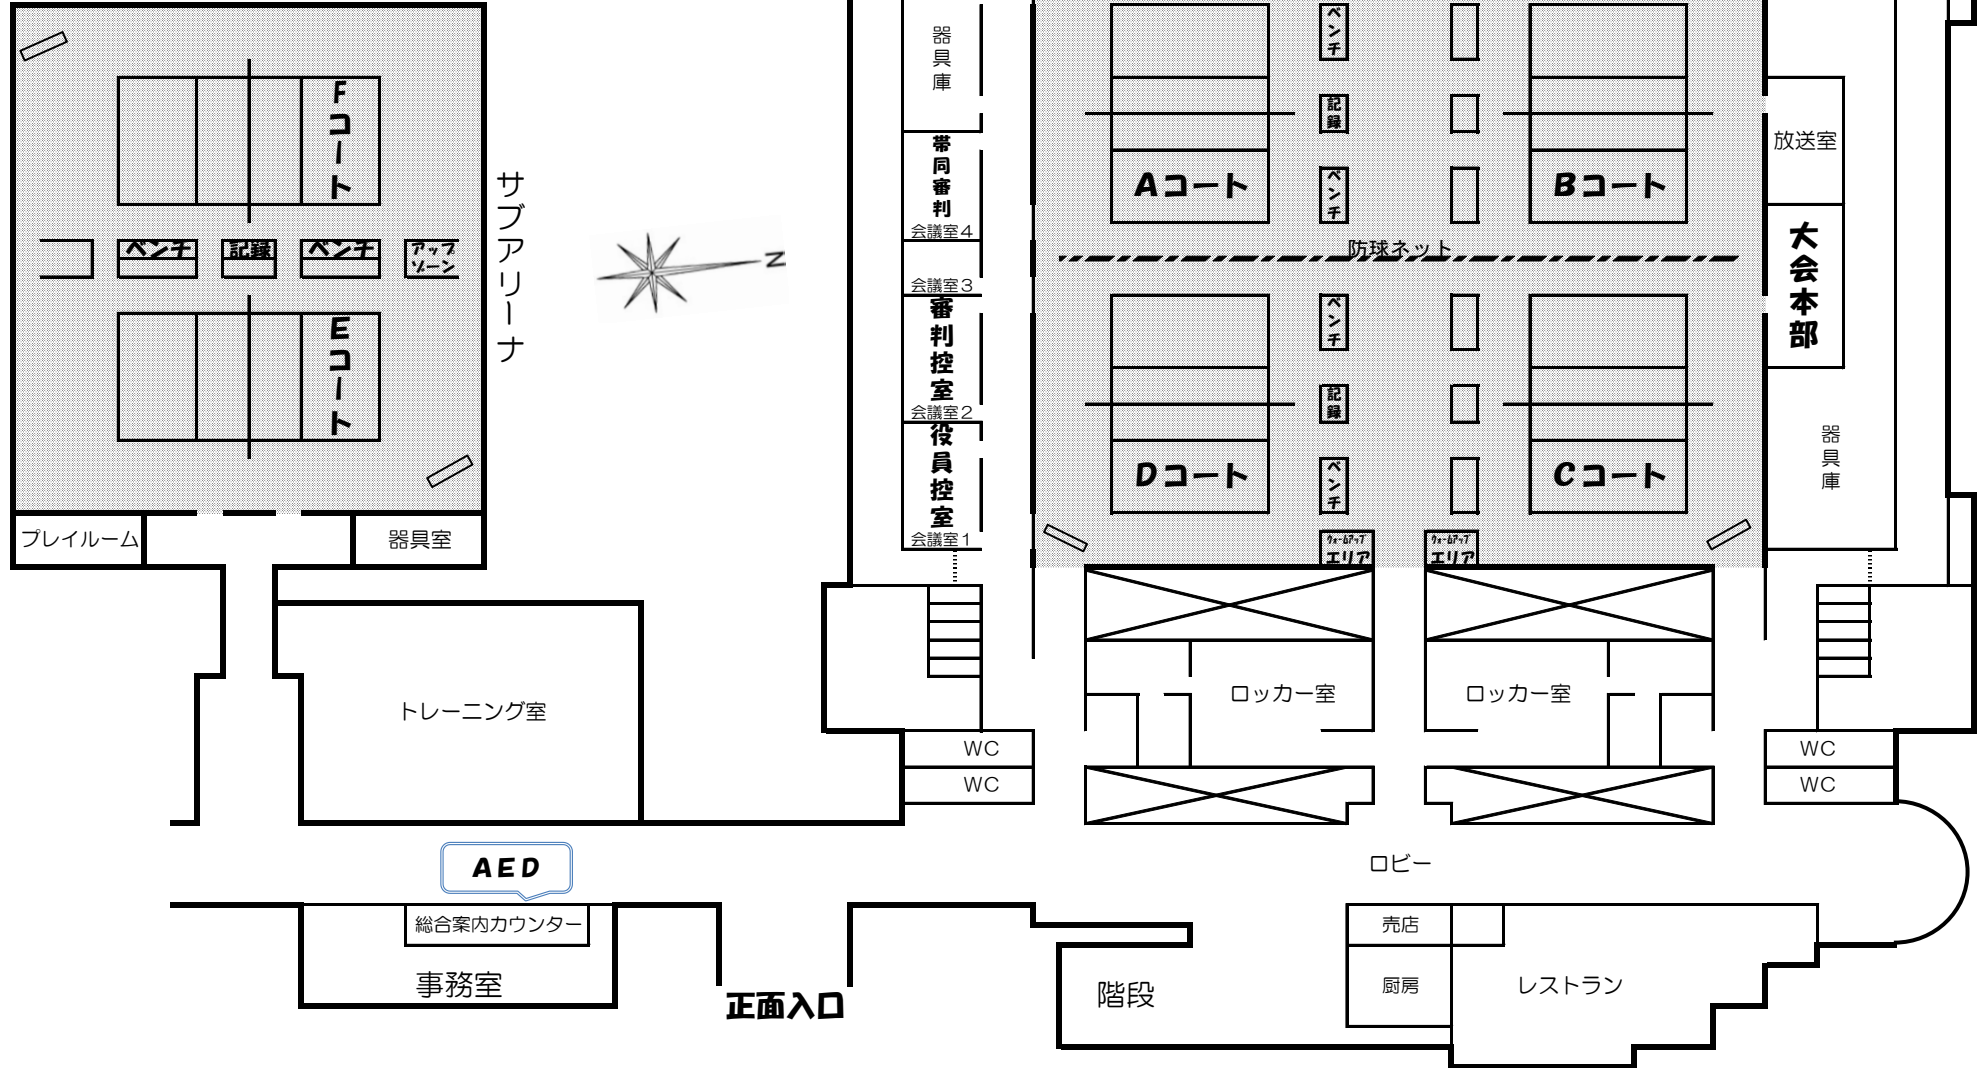 Fコート
ベンチ
記録
ベンチ
アップ
ゾーン
Eコート
サブアリーナ
プレイルーム
器具室
トレーニング室
N
器具庫
帯同審判
会議室4
会議室3
審判控室
会議室2
役員控室
会議室1
ベンチ
記録
ベンチ
Aコート
Bコート
防球ネット
ベンチ
記録
ベンチ
Dコート
Cコート
ウォームアップ
エリア
ウォームアップ
エリア
放送室
大会本部
器具庫
ロッカー室
ロッカー室
WC
WC
WC
WC
AED
ロビー
総合案内カウンター
事務室
正面入口
階段
売店
厨房
レストラン